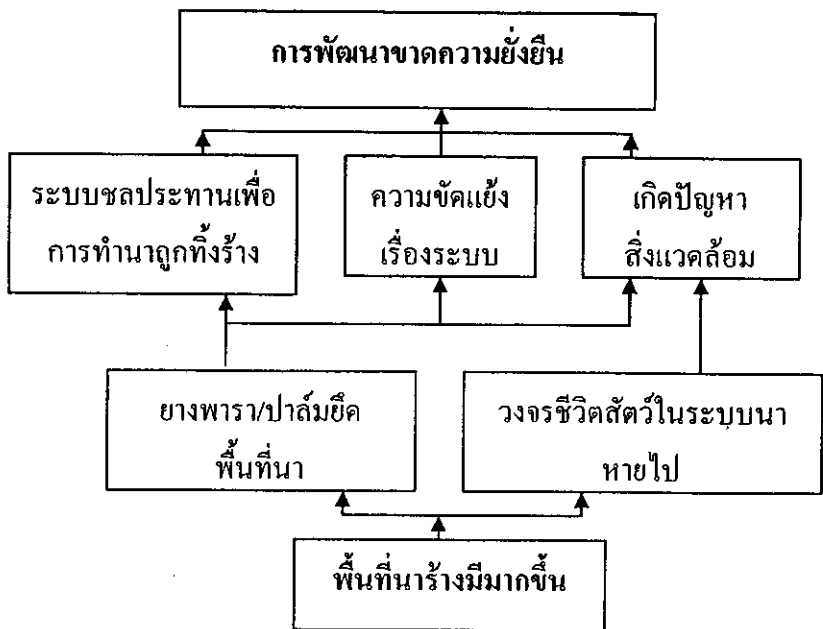 การพัฒนาขาดความยั่งยืน
ระบบชลประทานเพื่อ
การทำนาถูกทิ้งร้าง
ความขัดแย้ง
เรื่องระบบ
เกิดปัญหา
สิ่งแวดล้อม
ยางพารา/ปาล์มยึด
พื้นที่นา
วงจรชีวิตสัตว์ในระบบนา
หายไป
พื้นที่นาร้างมีมากขึ้น